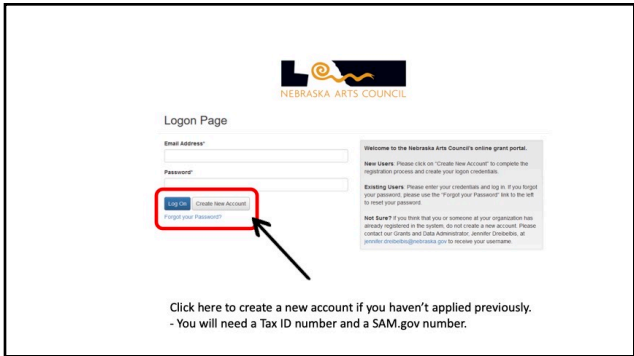 NEBRASKA ARTS COUNCIL
Logon Page
Email Address*
Password*
Log On
Create New Account
Forgot your Password?
Welcome to the Nebraska Arts Council's online grant portal.
New Users: Please click on "Create New Account" to complete the
registration process and create your logon credentials.
Existing Users: Please enter your credentials and log in. If you forgot
your password, please use the "Forgot your Password" link to the left
to reset your password.
Not Sure? If you think that you or someone at your organization has
already registered in the system, do not create a new account. Please
contact our Grants and Data Administrator, Jennifer Dreibelbis, at
jennifer.dreibelbis@nebraska.gov to receive your username.
Click here to create a new account if you haven't applied previously.
- You will need a Tax ID number and a SAM.gov number.